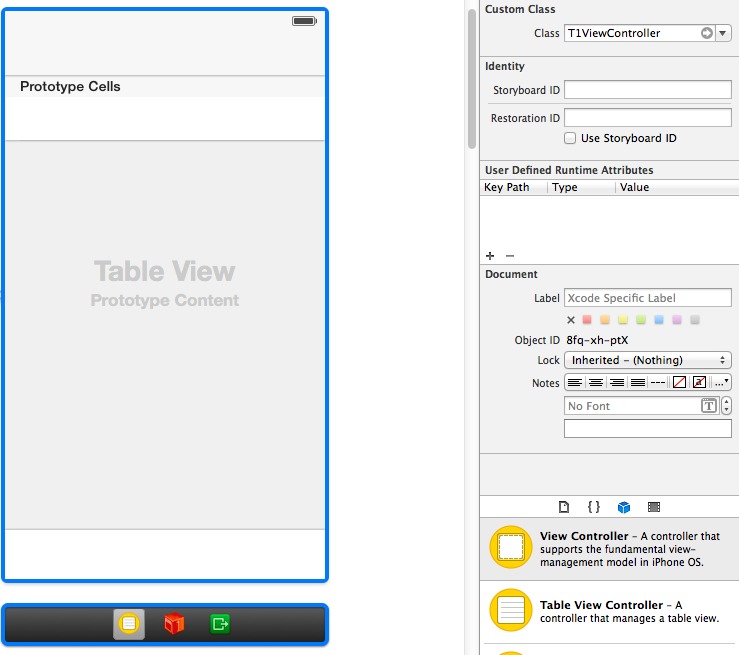 Prototype Cells
Table View
Prototype Content
Custom Class
Class T1ViewController
Identity
Storyboard ID
Restoration ID
Use Storyboard ID
User Defined Runtime Attributes
Key Path Type Value
+ −
Document
Label Xcode Specific Label
Object ID 8fq-xh-ptX
Lock Inherited - (Nothing)
Notes
No Font
View Controller - A controller that
supports the fundamental view-
management model in iPhone OS.
Table View Controller - A
controller that manages a table view.